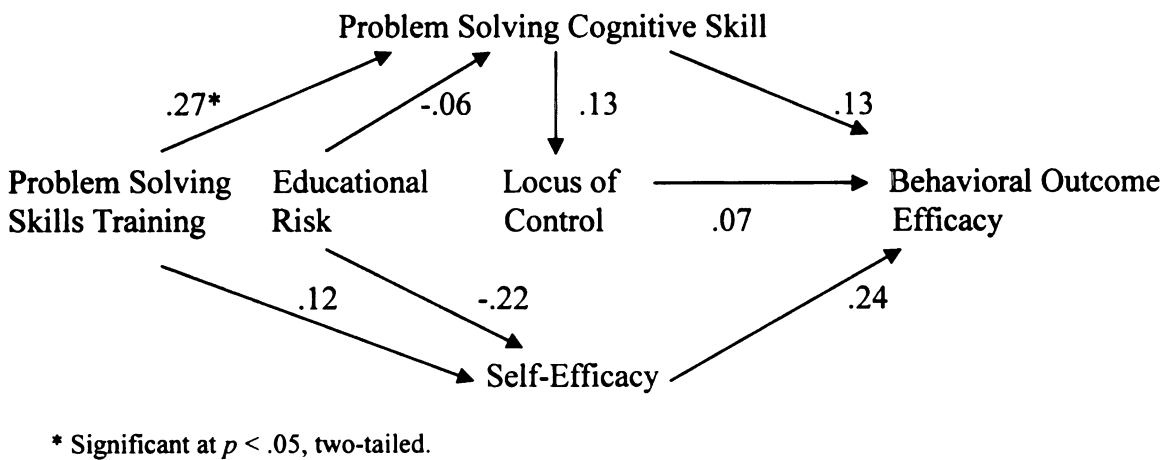 Problem Solving Cognitive Skill
.27*
-.06
.13
.13
Problem Solving
Skills Training
Educational
Risk
Locus of
Control
.07
Behavioral Outcome
Efficacy
.12
-.22
.24
Self-Efficacy
* Significant at p < .05, two-tailed.